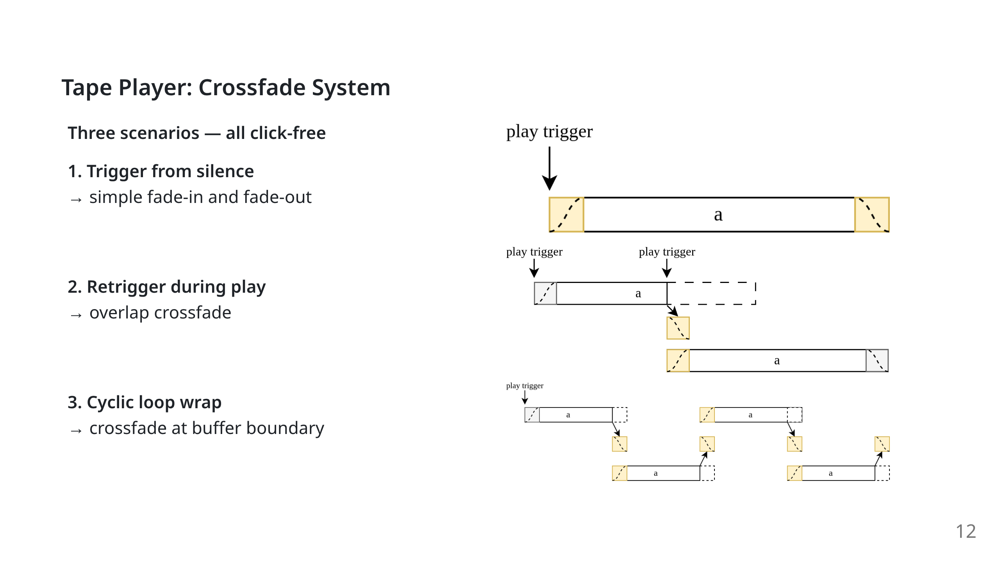 Tape Player: Crossfade System
Three scenarios — all click-free
1. Trigger from silence
→ simple fade-in and fade-out
2. Retrigger during play
→ overlap crossfade
3. Cyclic loop wrap
→ crossfade at buffer boundary
play trigger
a
play trigger play trigger
a
a
play trigger
a a
a a
12